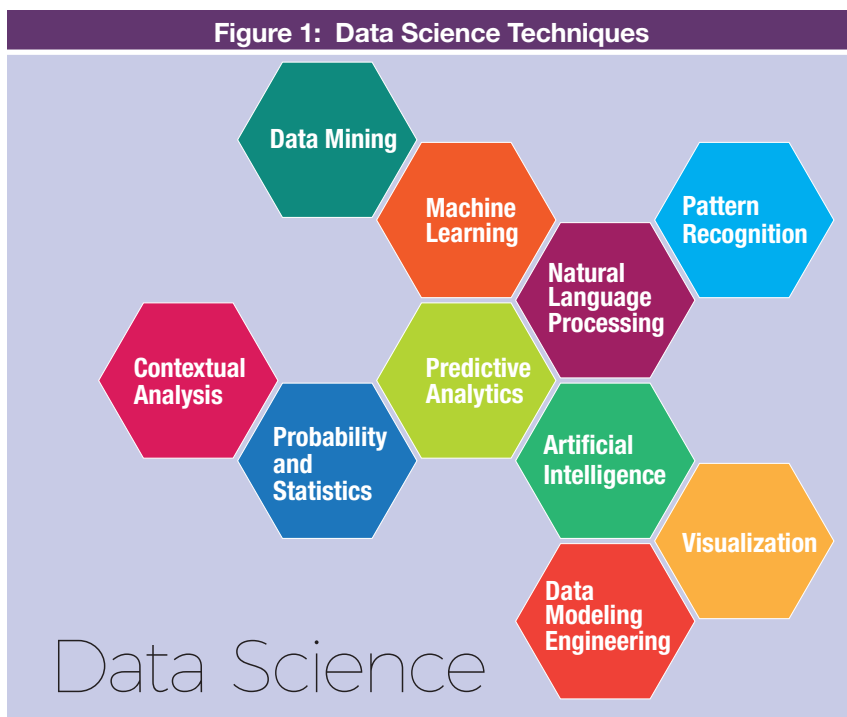 Figure 1:  Data Science Techniques
Data Mining
Machine
Learning
Pattern
Recognition
Natural
Language
Processing
Contextual
Analysis
Predictive
Analytics
Probability
and
Statistics
Artificial
Intelligence
Visualization
Data
Modeling
Engineering
Data Science